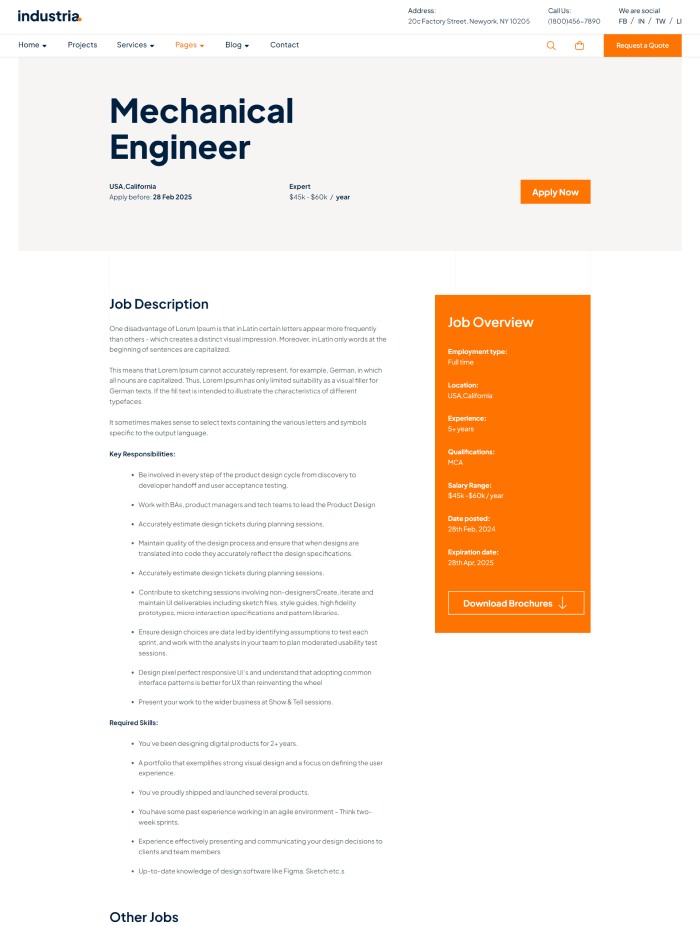 industria.
Address:
20c Factory Street, Newyork, NY 10205
Call Us:
(1800)456-7890
We are social
FB / IN / TW / LI
Home
Projects
Services
Pages
Blog
Contact
Request a Quote
Mechanical
Engineer
USA,California
Apply before: 28 Feb 2025
Expert
$45k - $60k / year
Apply Now
Job Description
One disadvantage of Lorum Ipsum is that in Latin certain letters appear more frequently
than others - which creates a distinct visual impression. Moreover, in Latin only words at the
beginning of sentences are capitalized.
This means that Lorem Ipsum cannot accurately represent, for example, German, in which
all nouns are capitalized. Thus, Lorem Ipsum has only limited suitability as a visual filler for
German texts. If the fill text is intended to illustrate the characteristics of different
typefaces.
It sometimes makes sense to select texts containing the various letters and symbols
specific to the output language.
Key Responsibilities:
• Be involved in every step of the product design cycle from discovery to
developer handoff and user acceptance testing.
• Work with BAs, product managers and tech teams to lead the Product Design
• Accurately estimate design tickets during planning sessions.
• Maintain quality of the design process and ensure that when designs are
translated into code they accurately reflect the design specifications.
• Accurately estimate design tickets during planning sessions.
• Contribute to sketching sessions involving non-designersCreate, iterate and
maintain UI deliverables including sketch files, style guides, high fidelity
prototypes, micro interaction specifications and pattern libraries.
• Ensure design choices are data led by identifying assumptions to test each
sprint, and work with the analysts in your team to plan moderated usability test
sessions.
• Design pixel perfect responsive UI's and understand that adopting common
interface patterns is better for UX than reinventing the wheel
• Present your work to the wider business at Show & Tell sessions.
Required Skills:
• You've been designing digital products for 2+ years.
• A portfolio that exemplifies strong visual design and a focus on defining the user
experience.
• You've proudly shipped and launched several products.
• You have some past experience working in an agile environment – Think two-
week sprints.
• Experience effectively presenting and communicating your design decisions to
clients and team members
• Up-to-date knowledge of design software like Figma, Sketch etc.s
Other Jobs
Job Overview
Employment type:
Full time
Location:
USA,California
Experience:
5+ years
Qualifications:
MCA
Salary Range:
$45k -$60k / year
Date posted:
28th Feb, 2024
Expiration date:
28th Apr, 2025
Download Brochures